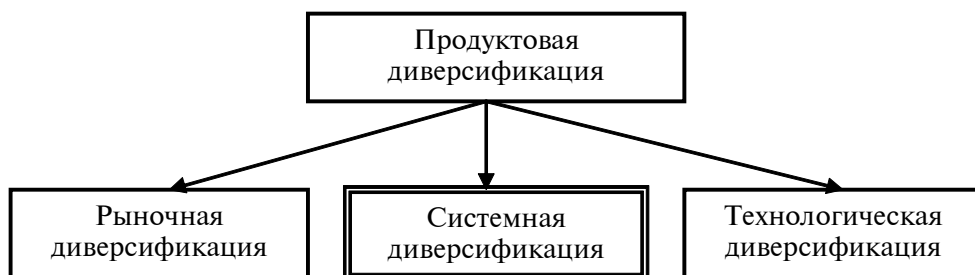 Продуктовая
диверсификация
Рыночная
диверсификация
Системная
диверсификация
Технологическая
диверсификация